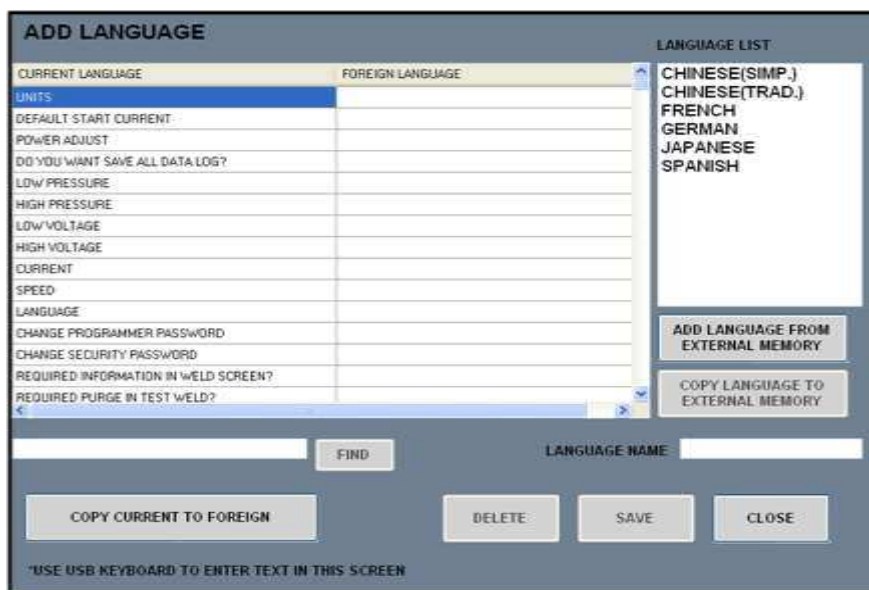 ADD LANGUAGE
LANGUAGE LIST
CURRENT LANGUAGE FOREIGN LANGUAGE
UNITS
DEFAULT START CURRENT
POWER ADJUST
DO YOU WANT SAVE ALL DATA LOG?
LOW PRESSURE
HIGH PRESSURE
LOW VOLTAGE
HIGH VOLTAGE
CURRENT
SPEED
LANGUAGE
CHANGE PROGRAMMER PASSWORD
CHANGE SECURITY PASSWORD
REQUIRED INFORMATION IN WELD SCREEN?
REQUIRED PURGE IN TEST WELD?
CHINESE(SIMP.)
CHINESE(TRAD.)
FRENCH
GERMAN
JAPANESE
SPANISH
ADD LANGUAGE FROM
EXTERNAL MEMORY
COPY LANGUAGE TO
EXTERNAL MEMORY
FIND
LANGUAGE NAME
COPY CURRENT TO FOREIGN
DELETE
SAVE
CLOSE
*USE USB KEYBOARD TO ENTER TEXT IN THIS SCREEN